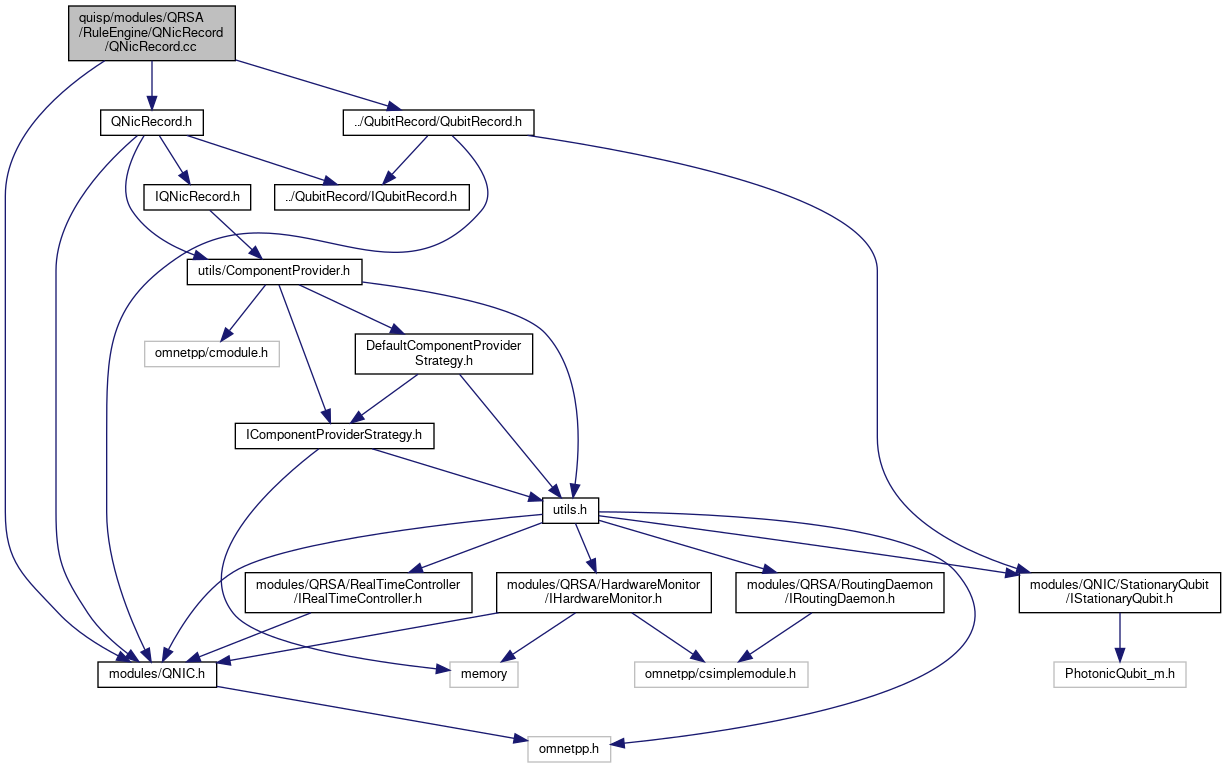 quisp/modules/QRSA
/RuleEngine/QNicRecord
/QNicRecord.cc
QNicRecord.h
../QubitRecord/QubitRecord.h
IQNicRecord.h
../QubitRecord/IQubitRecord.h
utils/ComponentProvider.h
omnetpp/cmodule.h
DefaultComponentProvider
Strategy.h
IComponentProviderStrategy.h
utils.h
modules/QRSA/RealTimeController
/IRealTimeController.h
modules/QRSA/HardwareMonitor
/IHardwareMonitor.h
modules/QRSA/RoutingDaemon
/IRoutingDaemon.h
modules/QNIC/StationaryQubit
/IStationaryQubit.h
modules/QNIC.h
memory
omnetpp/csimplemodule.h
PhotonicQubit_m.h
omnetpp.h